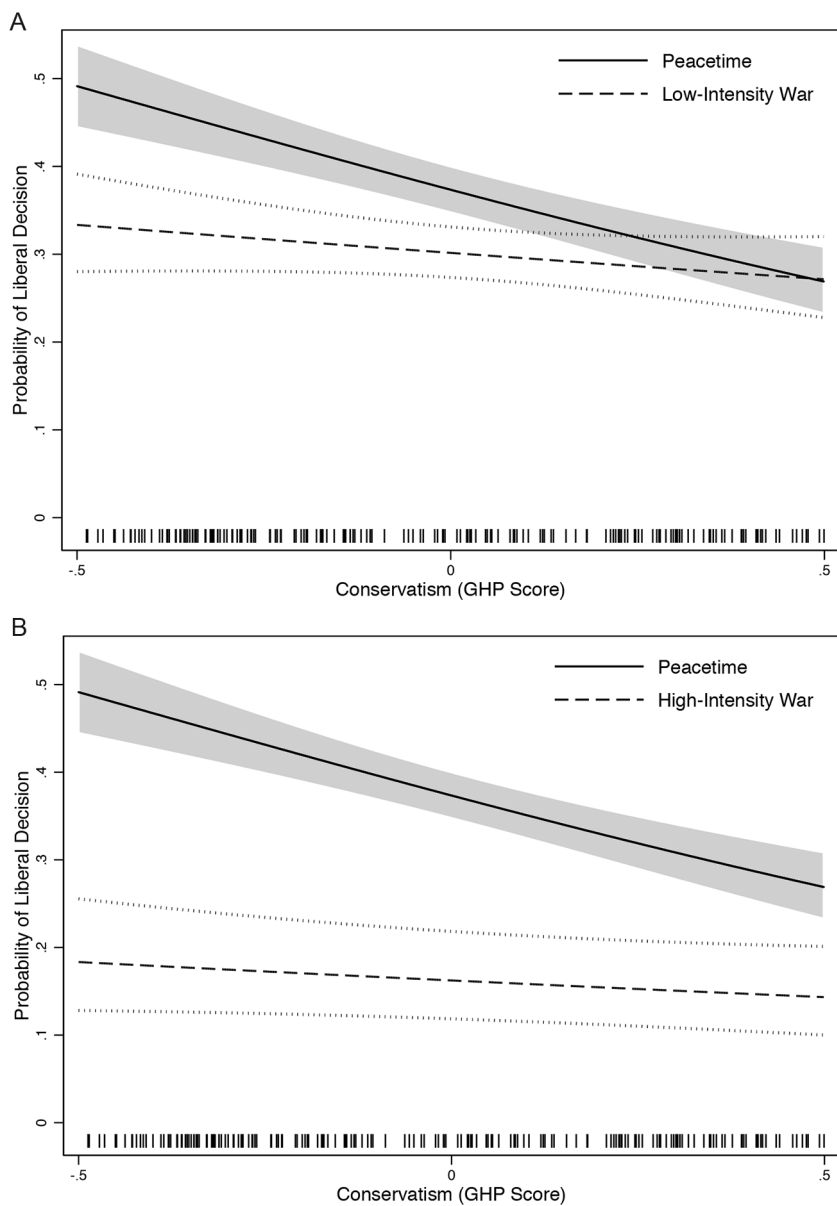 A
Peacetime
Low-Intensity War
Probability of Liberal Decision
.5
.4
.3
.2
.1
0
-.5 0 .5
Conservatism (GHP Score)
B
Peacetime
High-Intensity War
Probability of Liberal Decision
.5
.4
.3
.2
.1
0
-.5 0 .5
Conservatism (GHP Score)